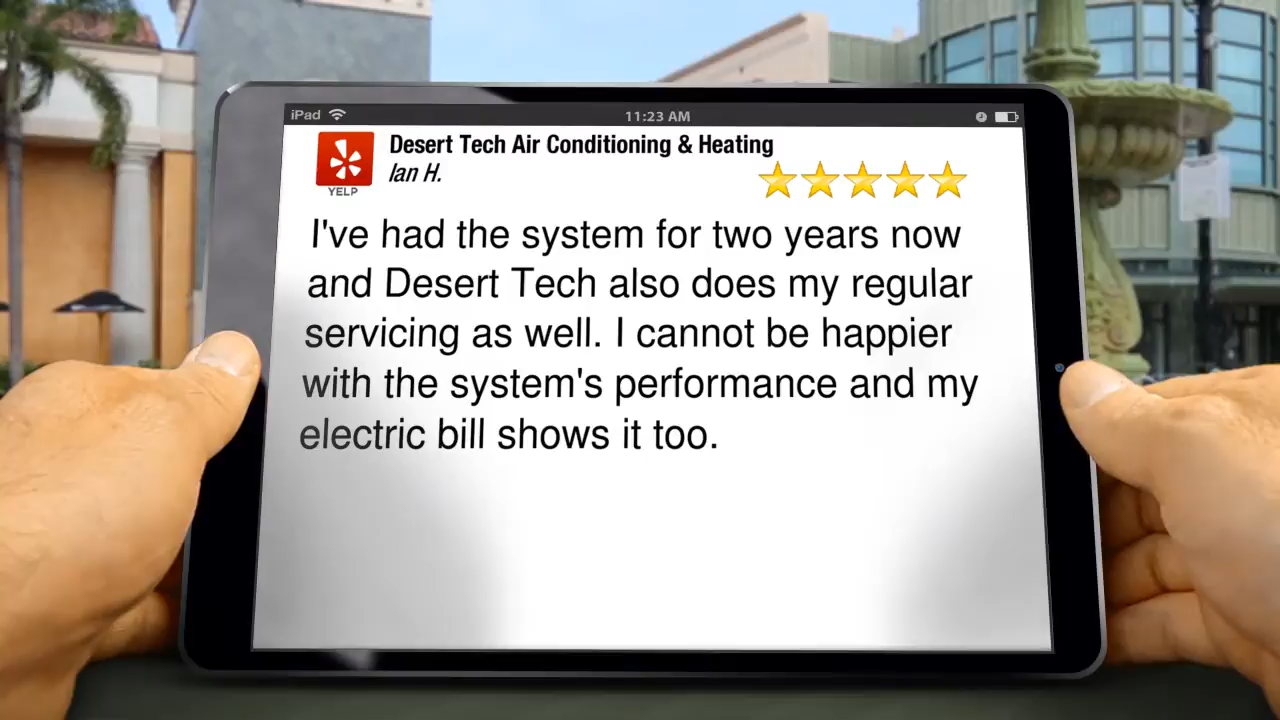 iPad 11:23 AM
YELP
Desert Tech Air Conditioning & Heating
Ian H.
I've had the system for two years now
and Desert Tech also does my regular
servicing as well. I cannot be happier
with the system's performance and my
electric bill shows it too.